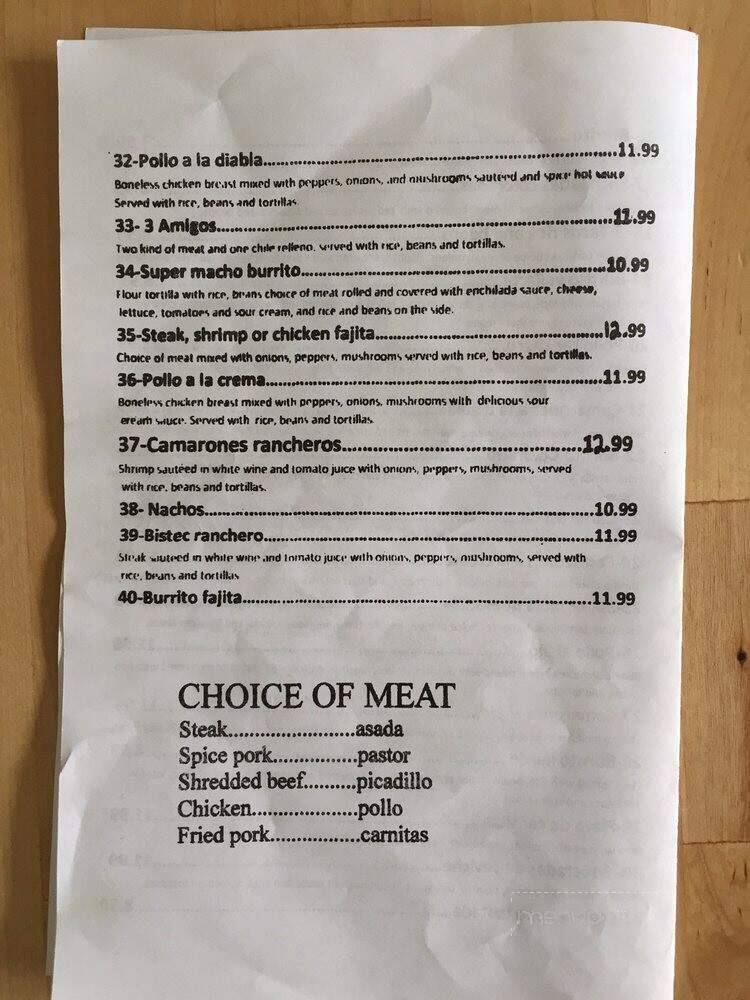 32-Pollo a la diabla..........11.99
Boneless chicken breast mixed with peppers, onions, and mushrooms sauteed and spice hot sauce
Served with rice, beans and tortillas.
33- 3 Amigos..........11.99
Two kind of meat and one chile relleno. served with rice, beans and tortillas.
34-Super macho burrito..........10.99
Flour tortilla with rice, beans choice of meat rolled and covered with enchilada sauce, cheese,
lettuce, tomatoes and sour cream, and rice and beans on the side.
35-Steak, shrimp or chicken fajita..........12.99
Choice of meat mixed with onions, peppers, mushrooms served with rice, beans and tortillas.
36-Pollo a la crema..........11.99
Boneless chicken breast mixed with peppers, onions, mushrooms with delicious sour
cream sauce. Served with rice, beans and tortillas.
37-Camarones rancheros..........12.99
Shrimp sautéed in white wine and tomato juice with onions, peppers, mushrooms, served
with rice, beans and tortillas.
38- Nachos..........10.99
39-Bistec ranchero..........11.99
Steak sauteed in white wine and tomato juice with onions, peppers, mushrooms, served with
rice, beans and tortillas
40-Burrito fajita..........11.99
CHOICE OF MEAT
Steak.......................asada
Spice pork...............pastor
Shredded beef..........picadillo
Chicken....................pollo
Fried pork................carnitas